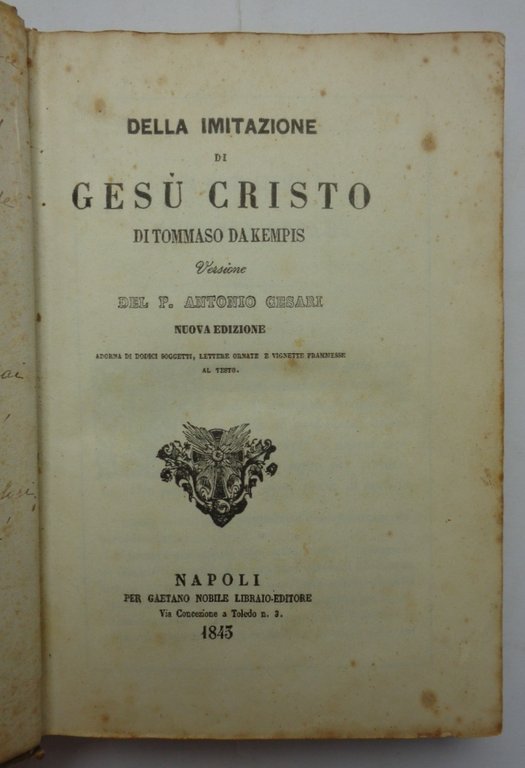 DELLA IMITAZIONE
DI
GESÙ CRISTO
DI TOMMASO DA KEMPIS
Versione
DEL P. ANTONIO CESARI
NUOVA EDIZIONE
ADORNA DI DODICI SOGGETTI, LETTERE ORNATE E VIGNETTE FRAMMESSE
AL TESTO.
NAPOLI
PER GAETANO NOBILE LIBRAIO-EDITORE
Via Concezione a Toledo n. 3.
1843